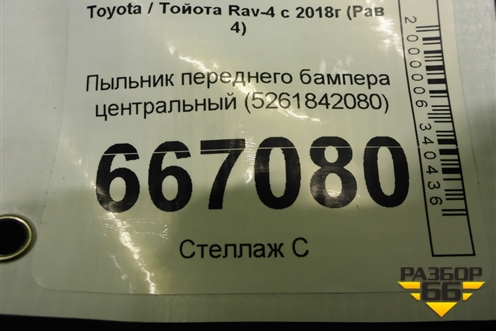 Toyota / Тойота Rav-4 с 2018г (Рав
4)
Пыльник переднего бампера
центральный (5261842080)
667080
Стеллаж С
2000006340436
РАЗБОР
66